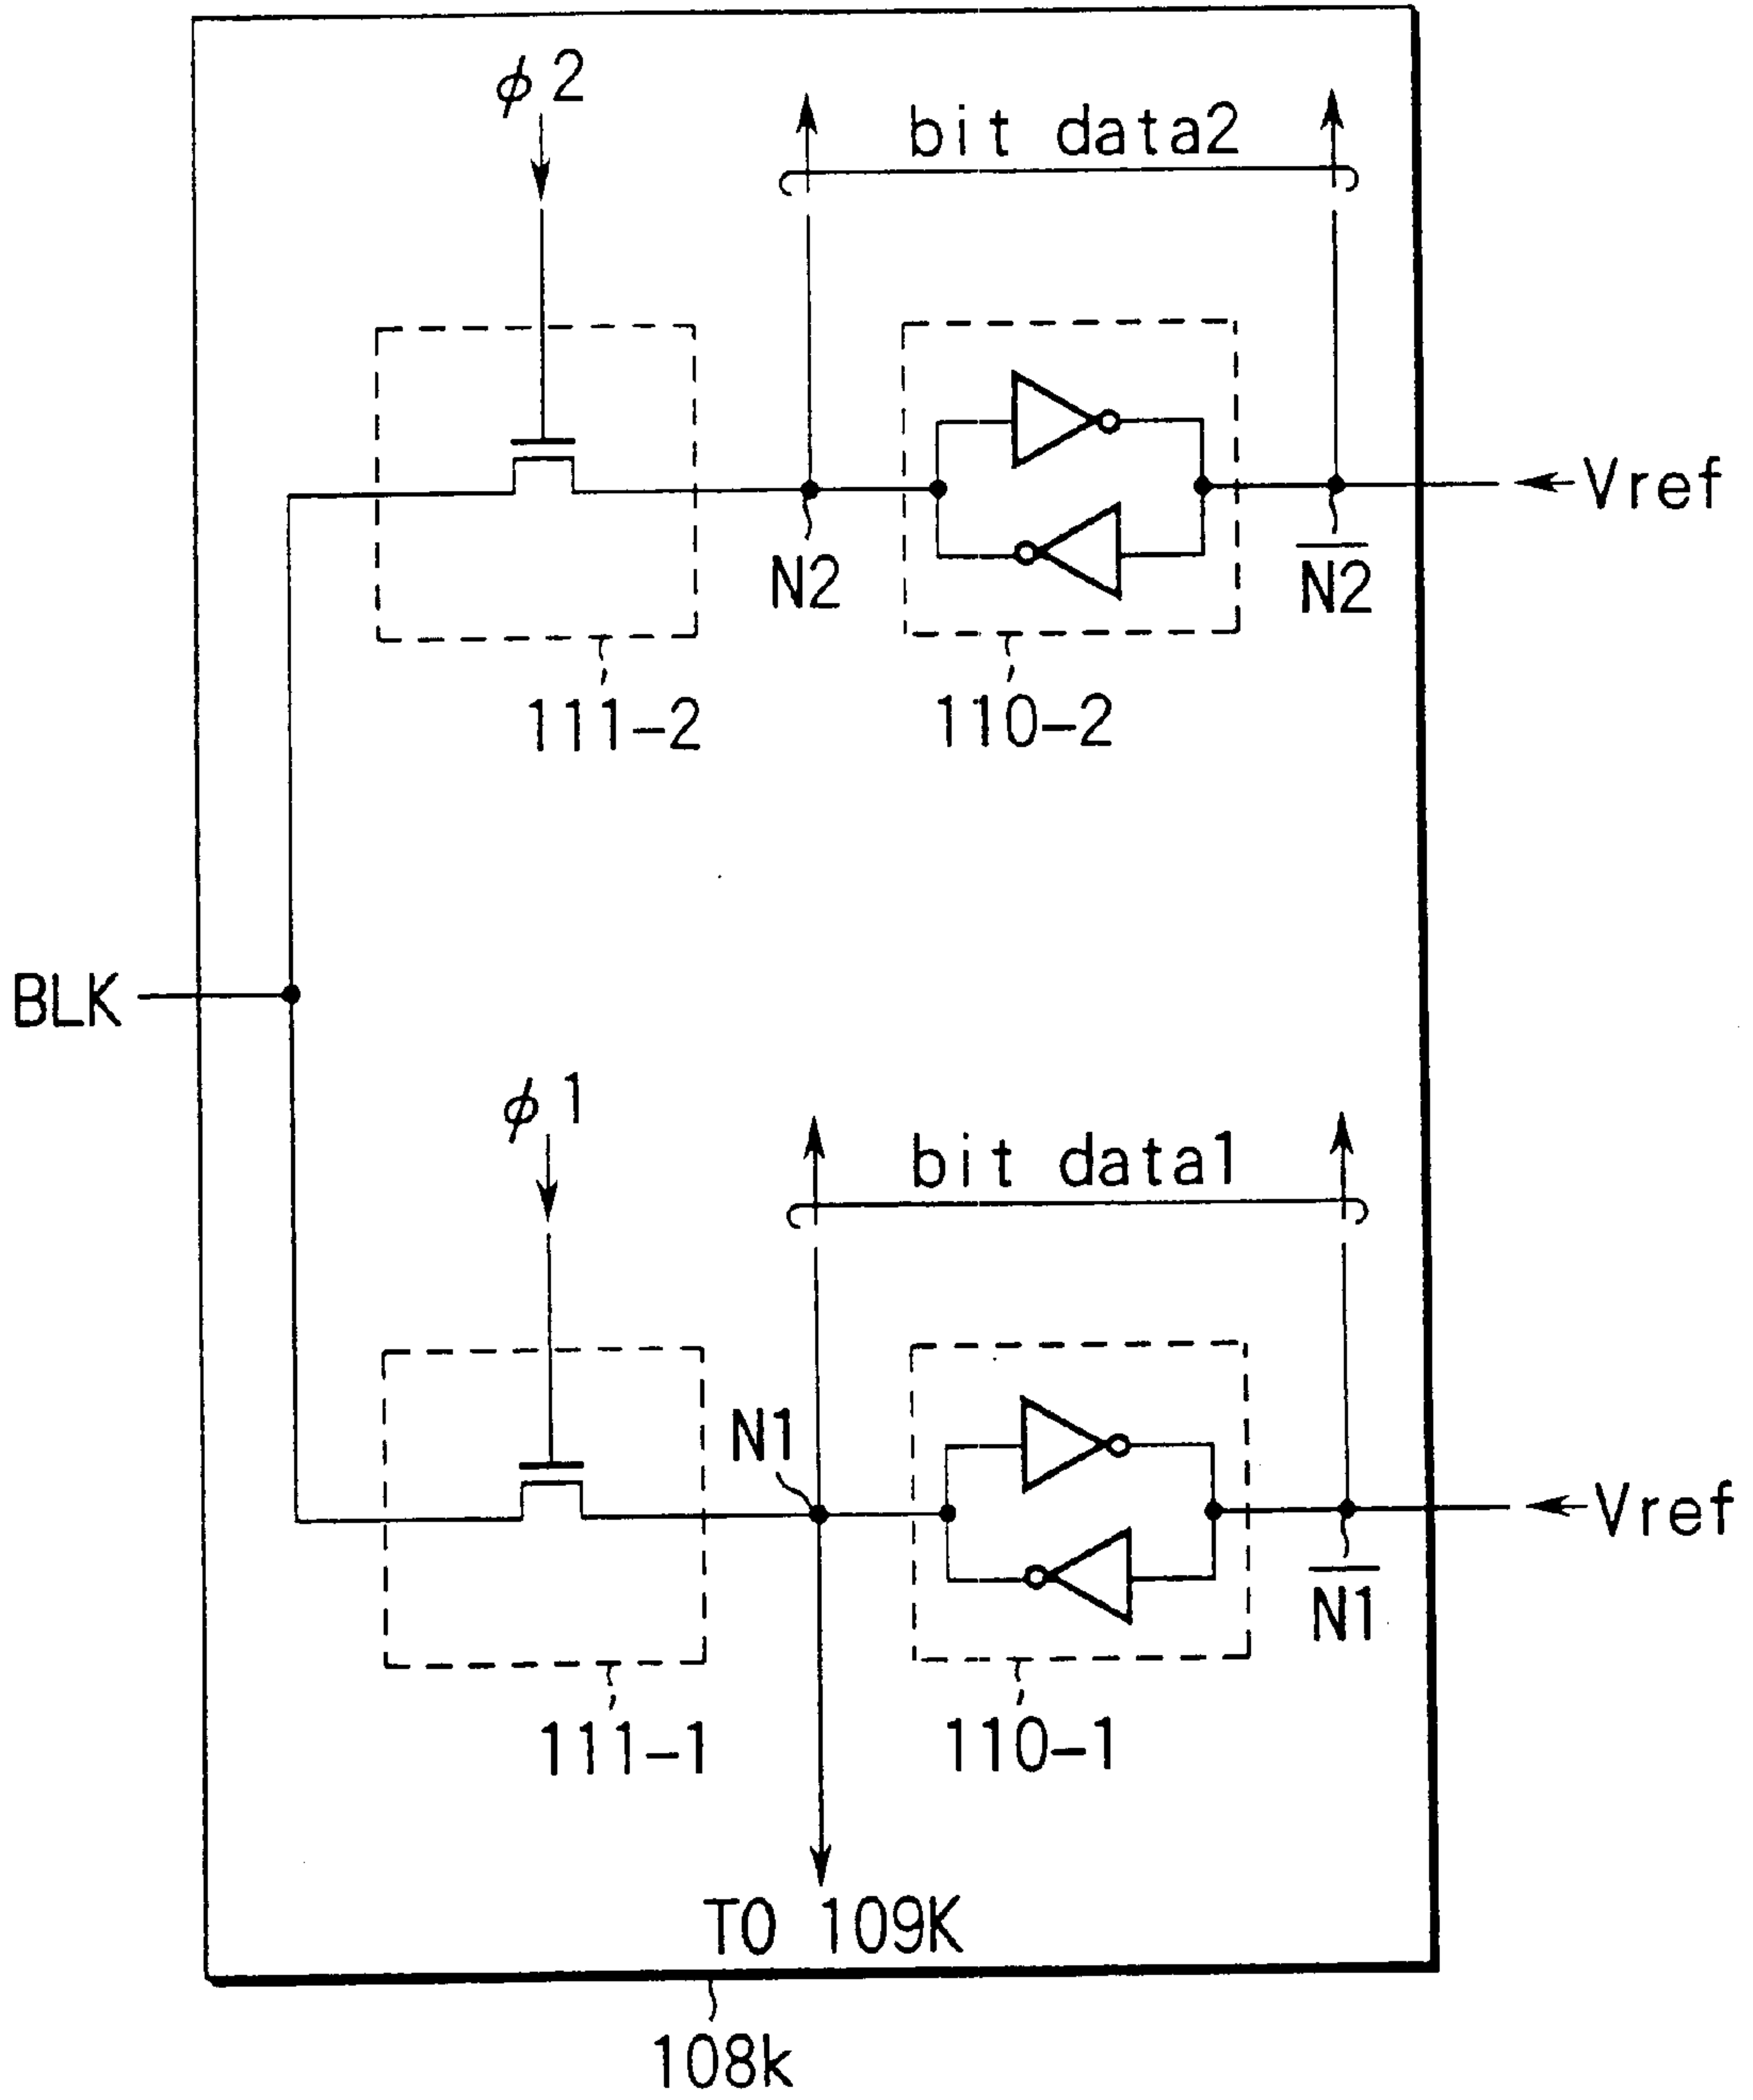 φ2
bit data2
Vref
N2
N2
111-2
110-2
BLK
φ1
bit data1
N1
Vref
N1
111-1
110-1
TO 109K
108k